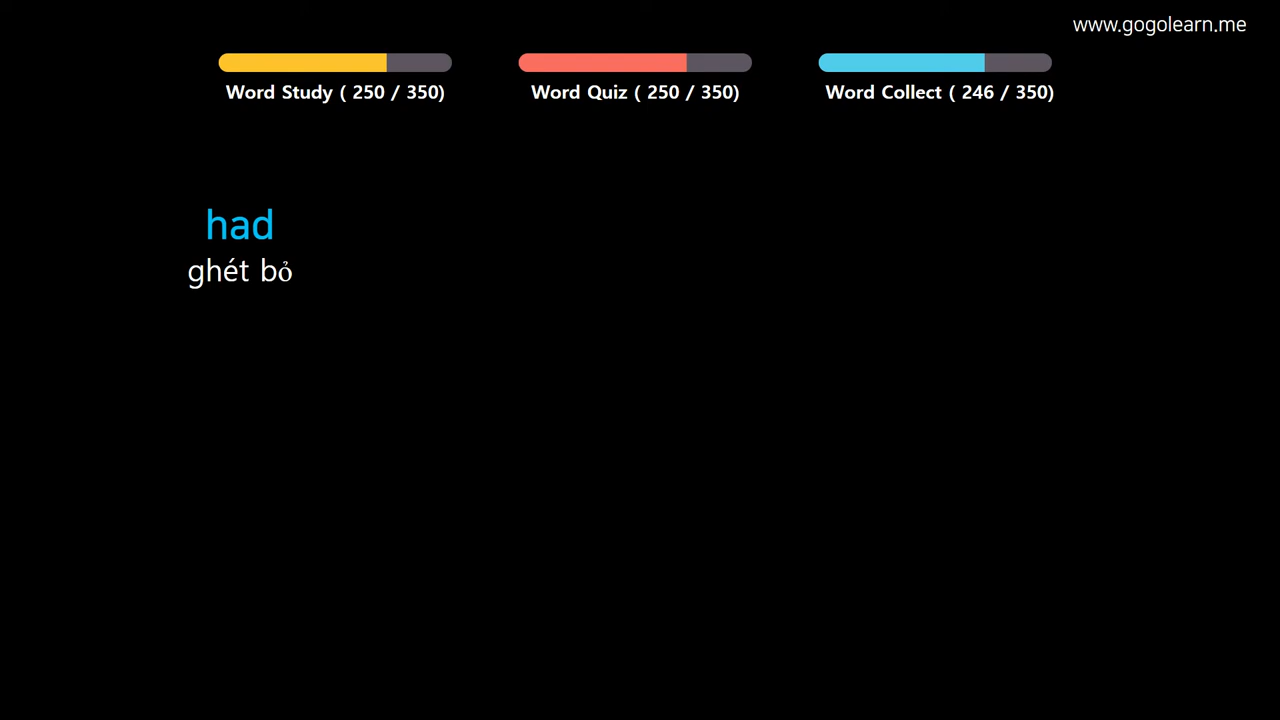 www.gogolearn.me
Word Study ( 250 / 350)
Word Quiz ( 250 / 350)
Word Collect ( 246 / 350)
had
ghét bỏ